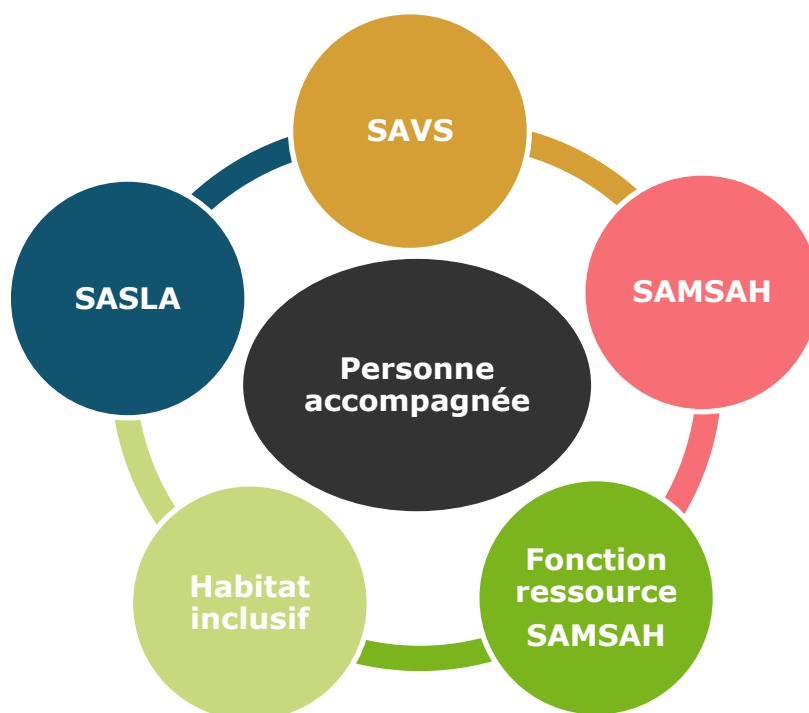 SAVS
SAMSAH
Fonction
ressource
SAMSAH
Habitat
inclusif
SASLA
Personne
accompagnée